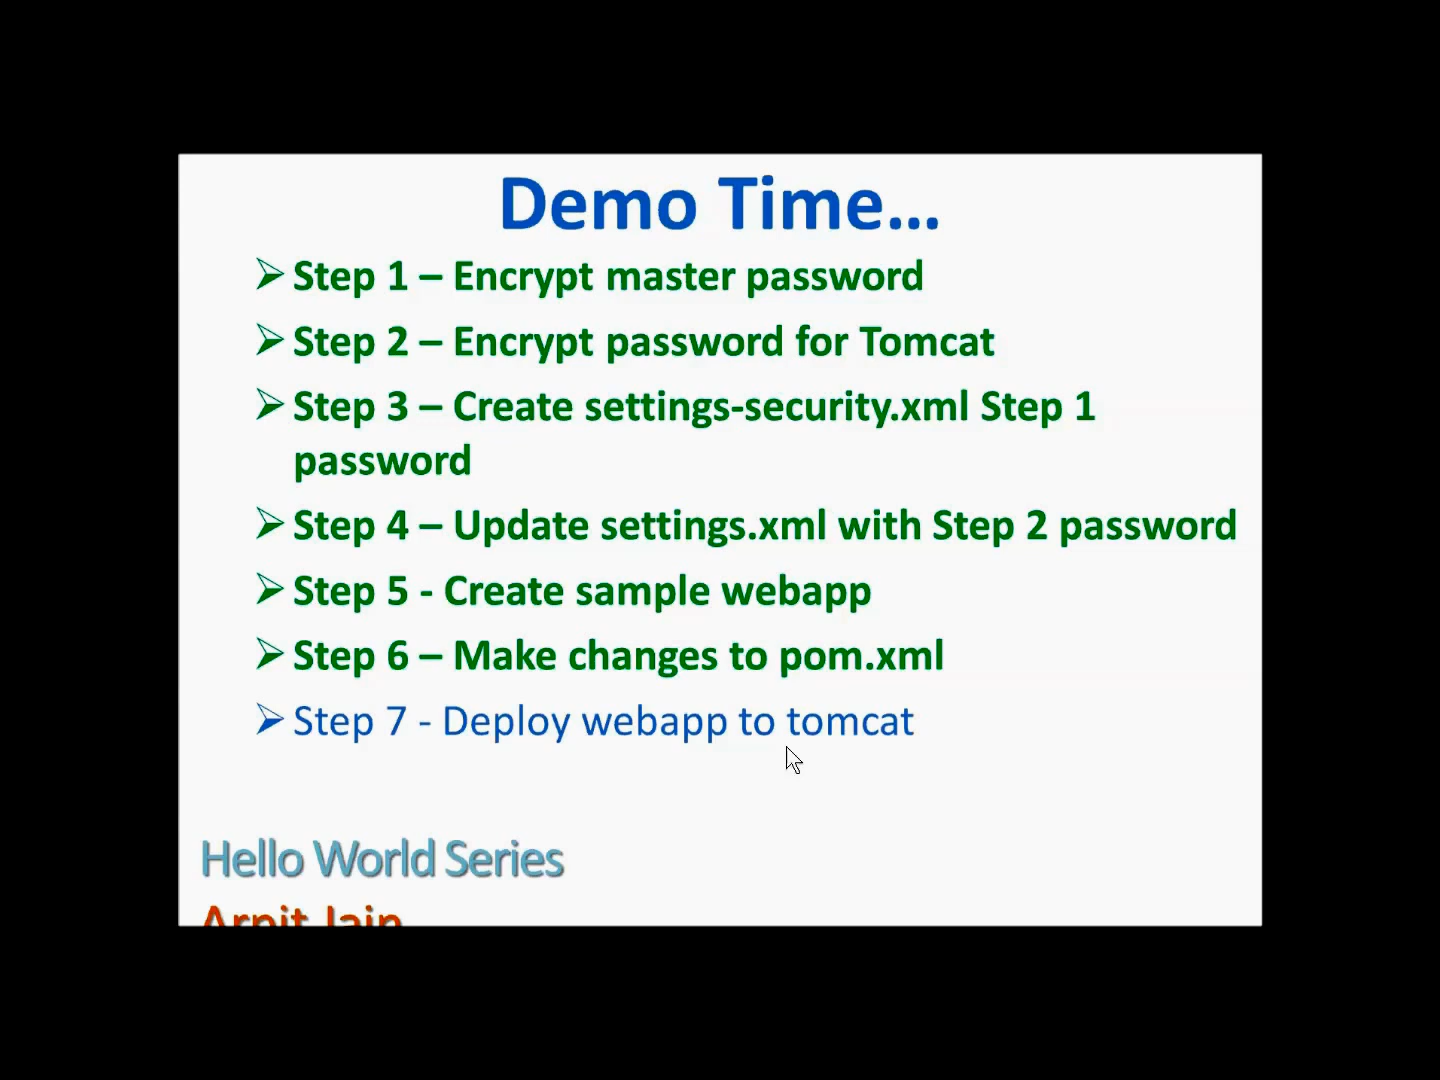 Demo Time...
Step 1 – Encrypt master password
Step 2 – Encrypt password for Tomcat
Step 3 – Create settings-security.xml Step 1
password
Step 4 – Update settings.xml with Step 2 password
Step 5 - Create sample webapp
Step 6 – Make changes to pom.xml
Step 7 - Deploy webapp to tomcat
Hello World Series
Arpit Jain